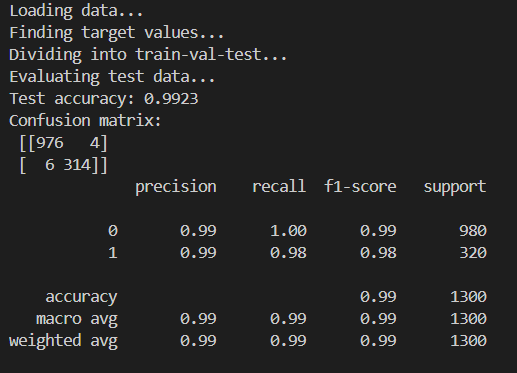 Loading data...
Finding target values...
Dividing into train-val-test...
Evaluating test data...
Test accuracy: 0.9923
Confusion matrix:
[[976   4]
[  6 314]]
precision    recall  f1-score   support
0       0.99      1.00      0.99       980
1       0.99      0.98      0.98       320
accuracy                           0.99      1300
macro avg       0.99      0.99      0.99      1300
weighted avg       0.99      0.99      0.99      1300